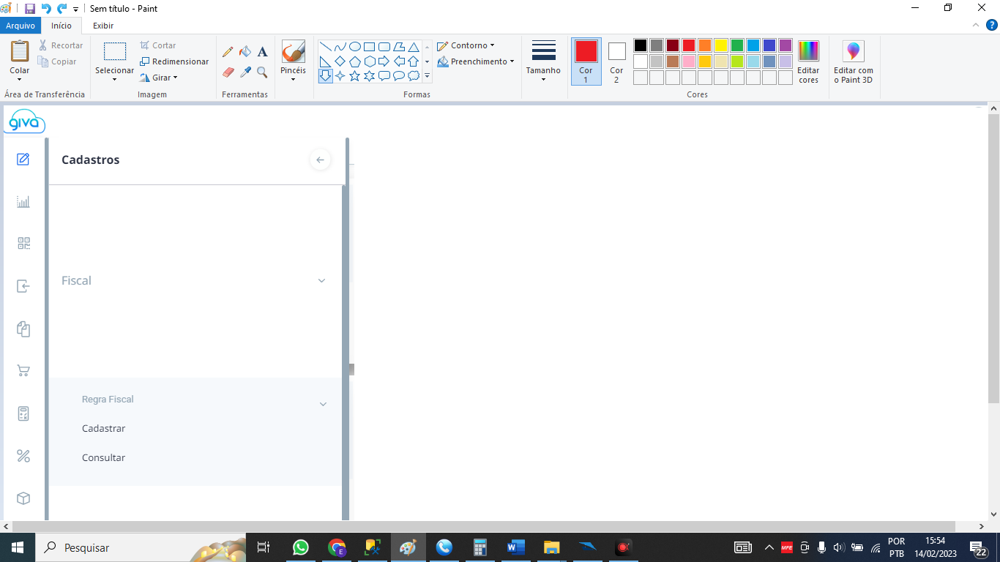 Sem título - Paint
Arquivo Início Exibir
Colar
Recortar
Copiar
Área de Transferência
Selecionar
Cortar
Redimensionar
Girar
Imagem
A
Ferramentas
Pincéis
Contorno
Preenchimento
Formas
Tamanho
Cor
1
Cor
2
Editar
cores
Cores
Editar com
o Paint 3D
giva
Cadastros
Fiscal
Regra Fiscal
Cadastrar
Consultar
Pesquisar
E
W
MFE
POR
PTB
15:54
14/02/2023
22